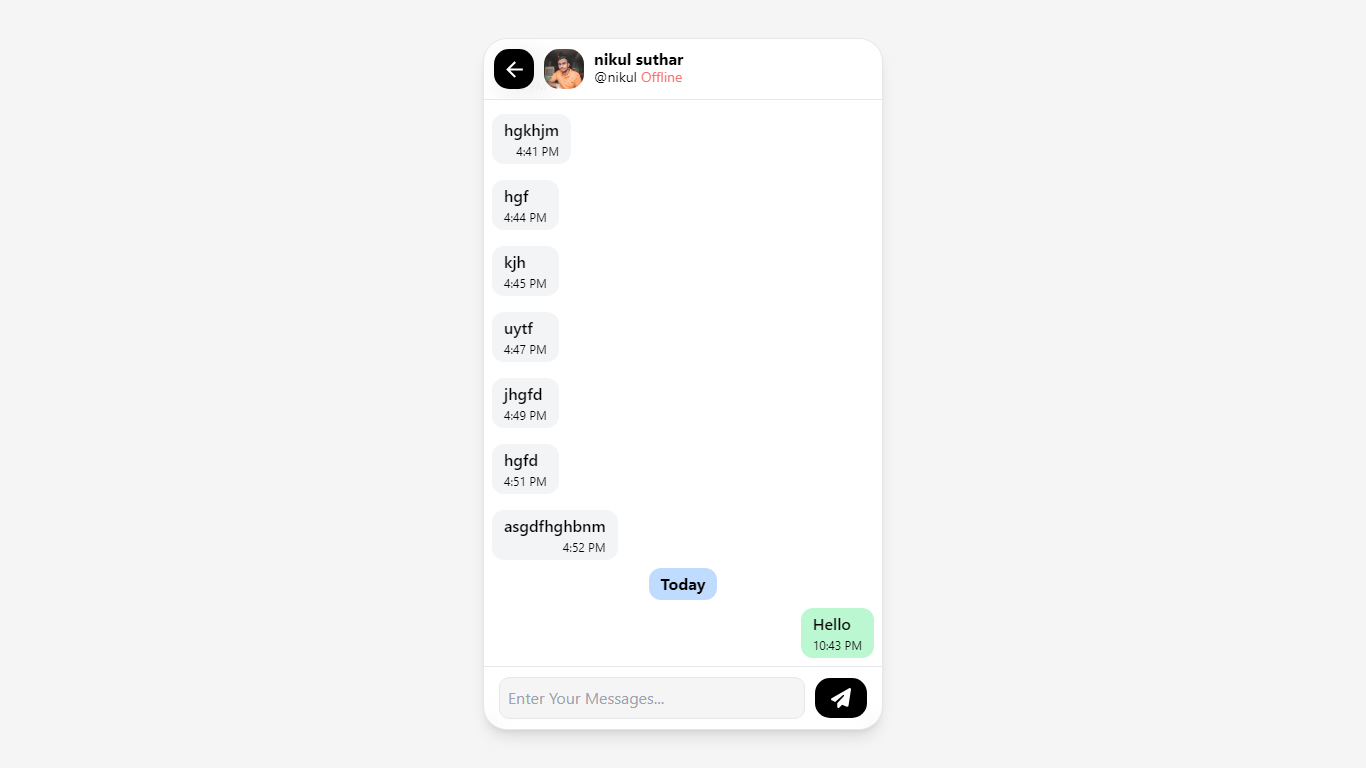 nikul suthar
@nikul Offline
hgkhjm
4:41 PM
hgf
4:44 PM
kjh
4:45 PM
uytf
4:47 PM
jhgfd
4:49 PM
hgfd
4:51 PM
asgdfhghbnm
4:52 PM
Today
Hello
10:43 PM
Enter Your Messages...